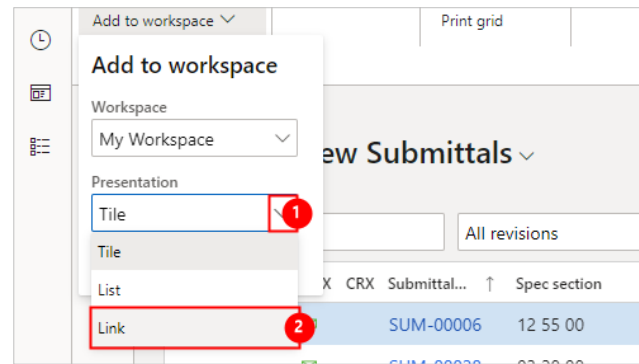 Add to workspace
Print grid
Add to workspace
Workspace
My Workspace
ew Submittals
Presentation
Tile
1
All revisions
Tile
X CRX Submittal... ↑ Spec section
List
Link
2
SUM-00006 12 55 00